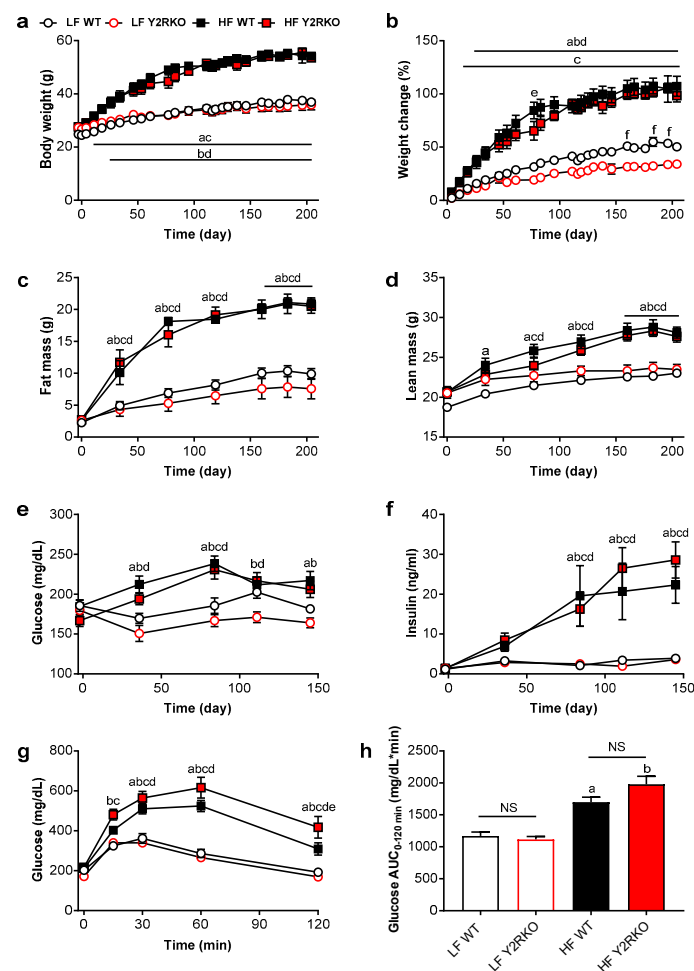 a LF WT LF Y2RKO HF WT HF Y2RKO
60
40
20
0
Body weight (g)
ac
bd
0 50 100 150 200
Time (day)
b
150
100
50
0
Weight change (%)
abd
c
e
f f f
0 50 100 150 200
Time (day)
c
25
20
15
10
5
0
Fat mass (g)
abcd abcd abcd abcd
0 50 100 150 200
Time (day)
d
35
30
25
20
15
Lean mass (g)
a acd abcd abcd
0 50 100 150 200
Time (day)
e
300
250
200
150
100
Glucose (mg/dL)
abd abcd bd ab
0 50 100 150
Time (day)
f
40
30
20
10
0
Insulin (ng/ml)
abcd abcd abcd
0 50 100 150
Time (day)
g
800
600
400
200
0
Glucose (mg/dL)
bc abcd abcd abcde
0 30 60 90 120
Time (min)
h
2500
2000
1500
1000
500
0
Glucose AUC0-120 min (mg/dL*min)
NS
NS
a
b
LF WT
LF Y2RKO
HF WT
HF Y2RKO